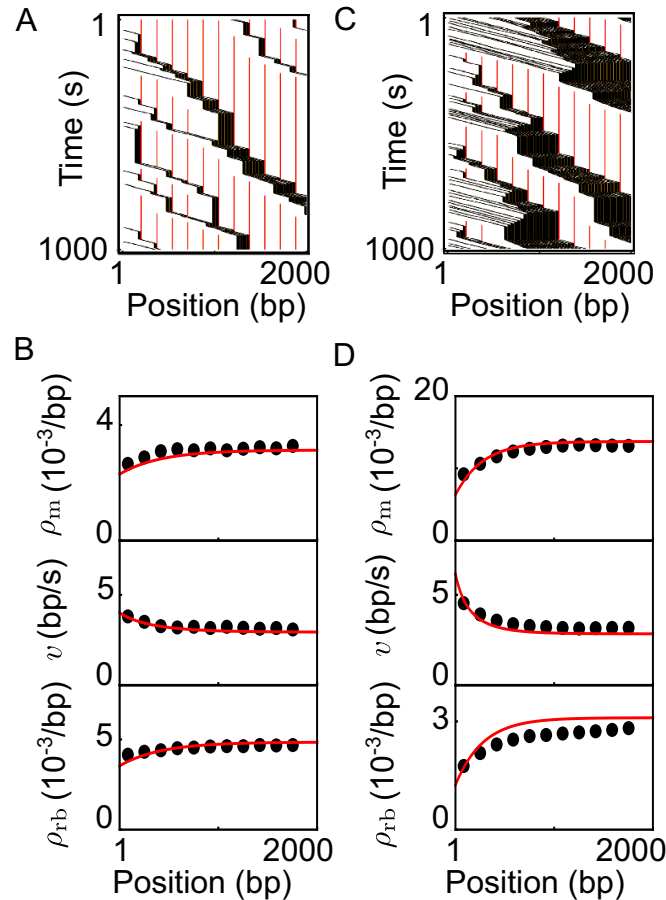 A
C
1
1
Time (s)
Time (s)
1000
1000
1
2000
1
2000
Position (bp)
Position (bp)
B
D
4
20
ρm (10⁻³/bp)
ρm (10⁻³/bp)
0
0
5
5
v (bp/s)
v (bp/s)
0
0
5
3
ρrb (10⁻³/bp)
ρrb (10⁻³/bp)
0
0
1
2000
1
2000
Position (bp)
Position (bp)